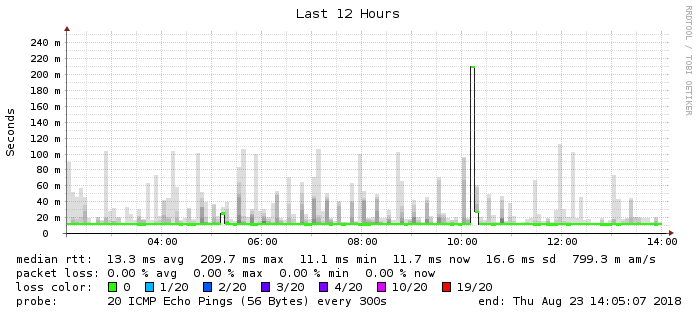 Last 12 Hours
RRDTOOL / TOBI OETIKER
Seconds
240 m
220 m
200 m
180 m
160 m
140 m
120 m
100 m
80 m
60 m
40 m
20 m
0
04:00 06:00 08:00 10:00 12:00 14:00
median rtt: 13.3 ms avg 209.7 ms max 11.1 ms min 11.7 ms now 16.6 ms sd 799.3 m am/s
packet loss: 0.00 % avg 0.00 % max 0.00 % min 0.00 % now
loss color: 0 1/20 2/20 3/20 4/20 10/20 19/20
probe: 20 ICMP Echo Pings (56 Bytes) every 300s end: Thu Aug 23 14:05:07 2018